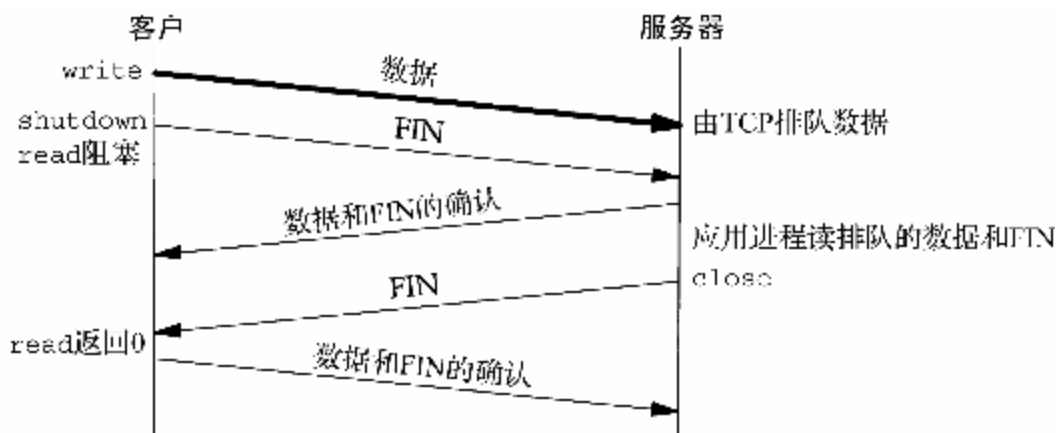 客户
服务器
write
数据
shutdown
FIN
由TCP排队数据
read阻塞
数据和FIN的确认
应用进程读排队的数据和FIN
FIN
close
read返回0
数据和FIN的确认